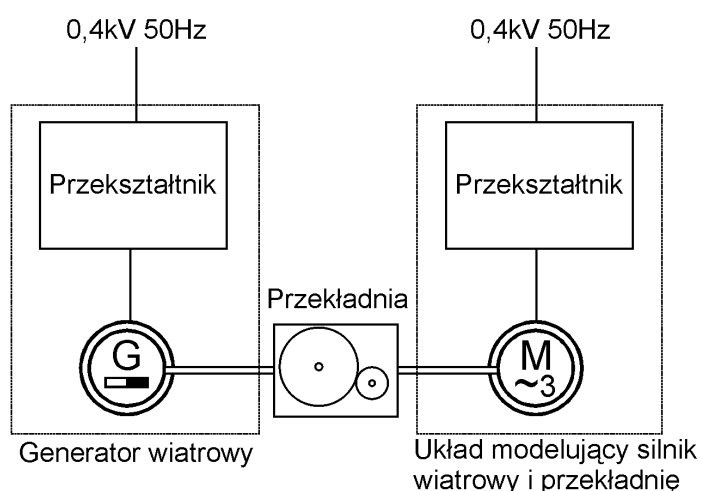 0,4kV 50Hz
0,4kV 50Hz
Przekształtnik
Przekształtnik
Przekładnia
G
M
~3
Generator wiatrowy
Układ modelujący silnik
wiatrowy i przekładnię